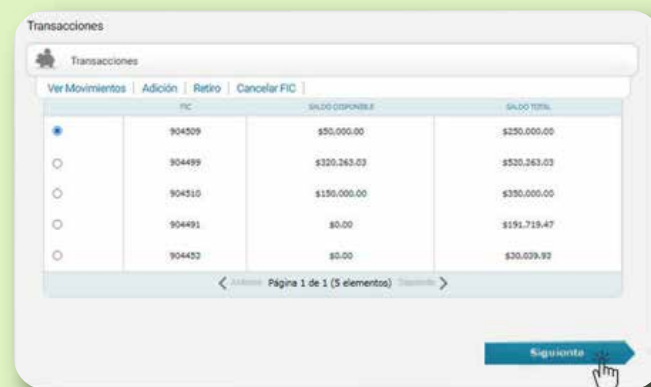 Transacciones
Transacciones
Ver Movimientos | Adición | Retiro | Cancelar FIC |
FIC SALDO DISPONIBLE SALDO TOTAL
904509 $50,000.00 $250,000.00
904499 $320,263.03 $520,263.03
904510 $150,000.00 $350,000.00
904491 $0.00 $191,719.47
904453 $0.00 $30,039.93
Página 1 de 1 (5 elementos)
Siguiente